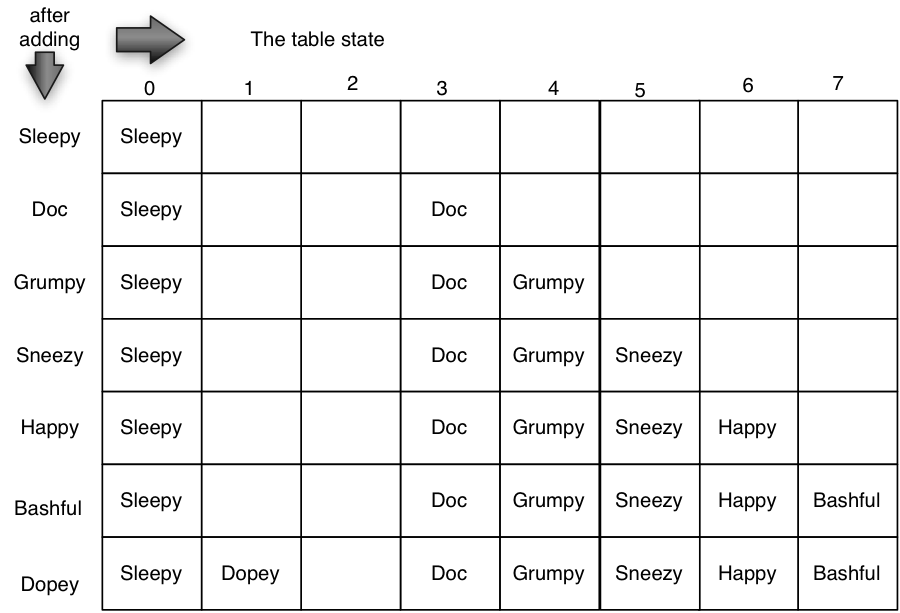 after
adding
The table state
0 1 2 3 4 5 6 7
Sleepy Sleepy
Doc Sleepy Doc
Grumpy Sleepy Doc Grumpy
Sneezy Sleepy Doc Grumpy Sneezy
Happy Sleepy Doc Grumpy Sneezy Happy
Bashful Sleepy Doc Grumpy Sneezy Happy Bashful
Dopey Sleepy Dopey Doc Grumpy Sneezy Happy Bashful